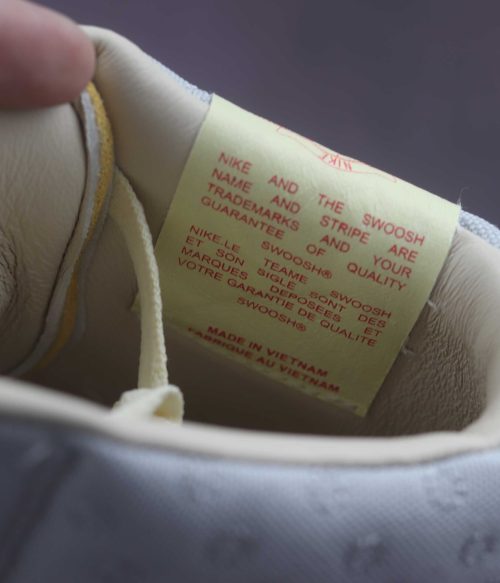 NIKE
NIKE AND THE SWOOSH
NAME AND STRIPE ARE
TRADEMARKS AND YOUR
GUARANTEE OF QUALITY
SWOOSH®
NIKE.LE TEAME SWOOSH
ET SON SIGLE SONT DES
MARQUES DEPOSEES ET
VOTRE GARANTIE DE QUALITE
SWOOSH®
MADE IN VIETNAM
FABRIQUE AU VIETNAM